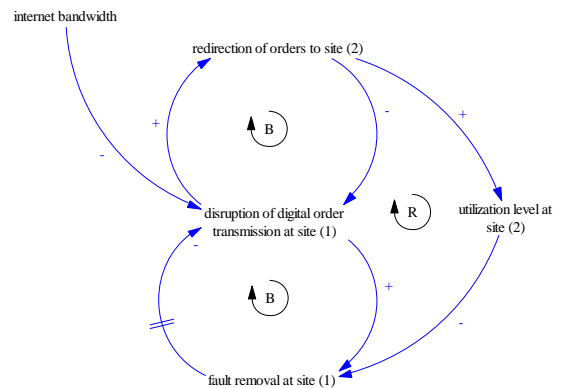 internet bandwidth
redirection of orders to site (2)
+
-
+
-
B
disruption of digital order
transmission at site (1)
R
utilization level at
site (2)
-
+
B
-
fault removal at site (1)